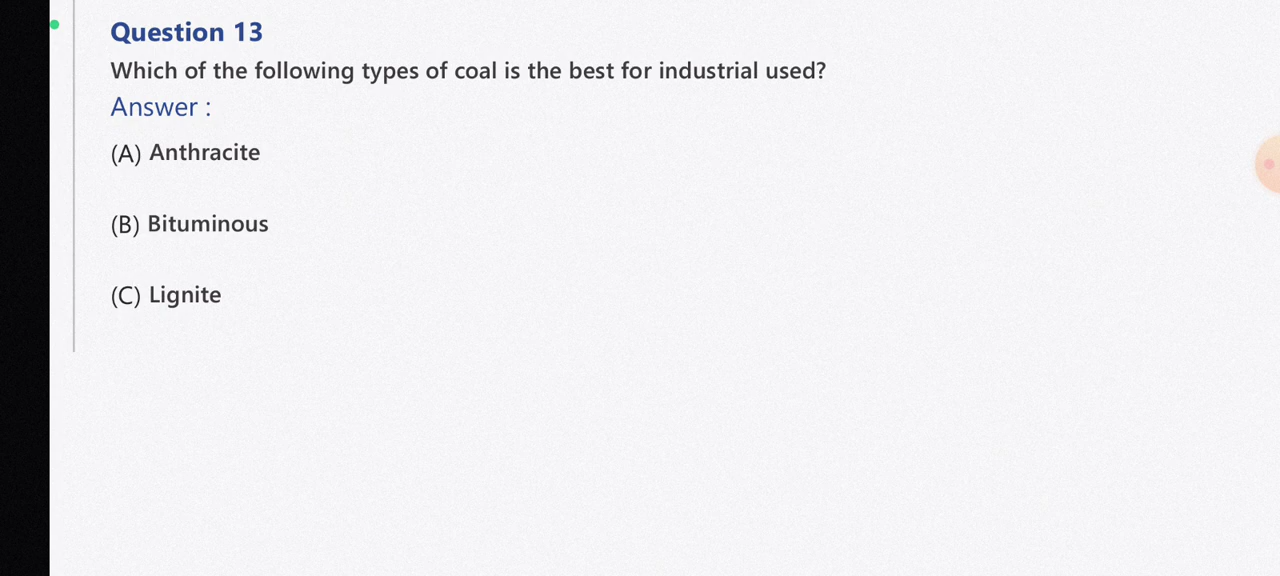 Question 13
Which of the following types of coal is the best for industrial used?
Answer :
(A) Anthracite
(B) Bituminous
(C) Lignite